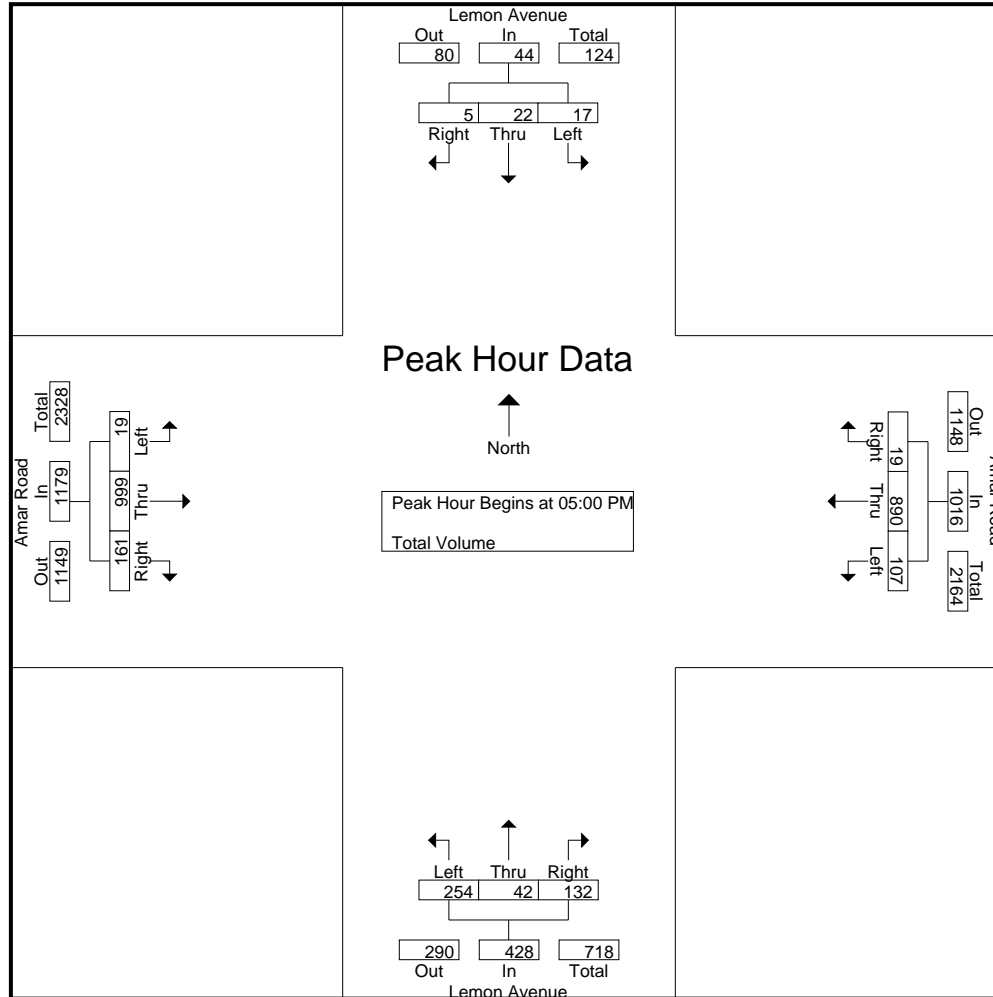 Lemon Avenue
Out In Total
80 44 124
5 22 17
Right Thru Left
Peak Hour Data
North
Peak Hour Begins at 05:00 PM
Total Volume
Amar Road
Out In Total
1149 1179 2328
19 999 161
Left Thru Right
Out In Total
1148 1016 2164
19 890 107
Right Thru Left
Left Thru Right
254 42 132
290 428 718
Out In Total
Lemon Avenue